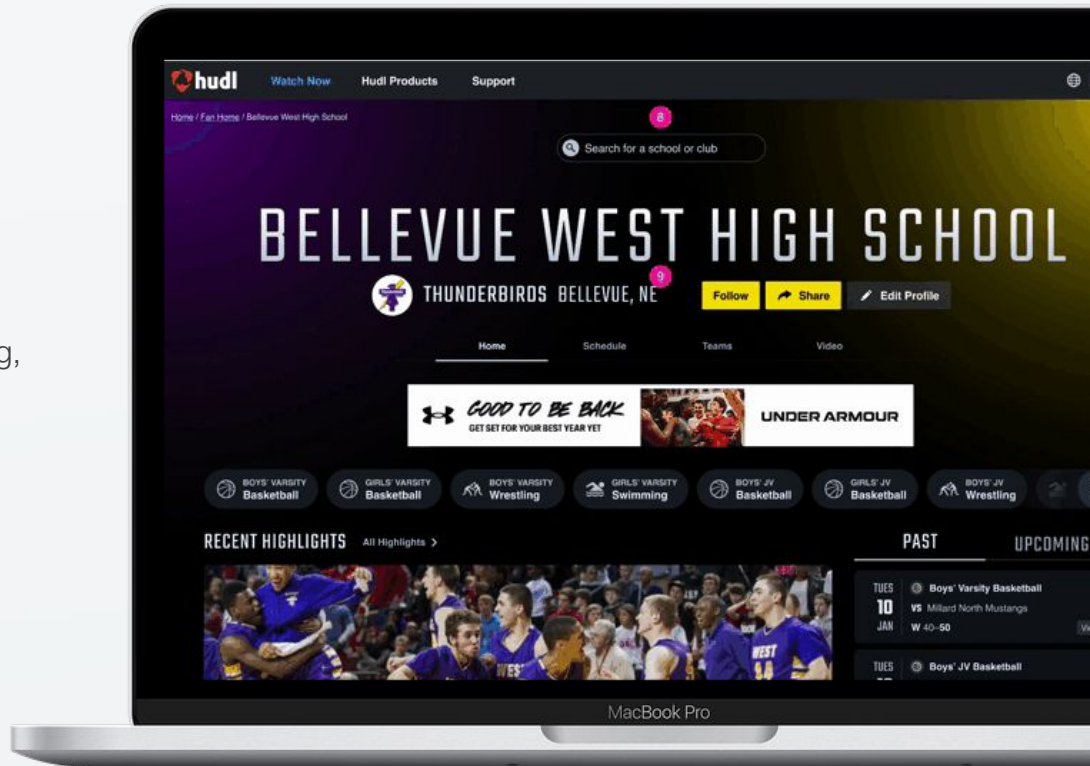 hudl Watch Now Hudl Products Support
Home / Fan Home / Bellevue West High School
8
Search for a school or club
BELLEVUE WEST HIGH SCHOOL
9
THUNDERBIRDS BELLEVUE, NE Follow Share Edit Profile
g,
Home Schedule Teams Video
GOOD TO BE BACK
GET SET FOR YOUR BEST YEAR YET
UNDER ARMOUR
BOYS' VARSITY
Basketball
GIRLS' VARSITY
Basketball
BOYS' VARSITY
Wrestling
GIRLS' VARSITY
Swimming
BOYS' JV
Basketball
GIRLS' JV
Basketball
BOYS' JV
Wrestling
RECENT HIGHLIGHTS All Highlights >
PAST UPCOMING
TUES
10
JAN
Boys' Varsity Basketball
VS Millard North Mustangs
W 40–50
WEST
TUES Boys' JV Basketball
MacBook Pro